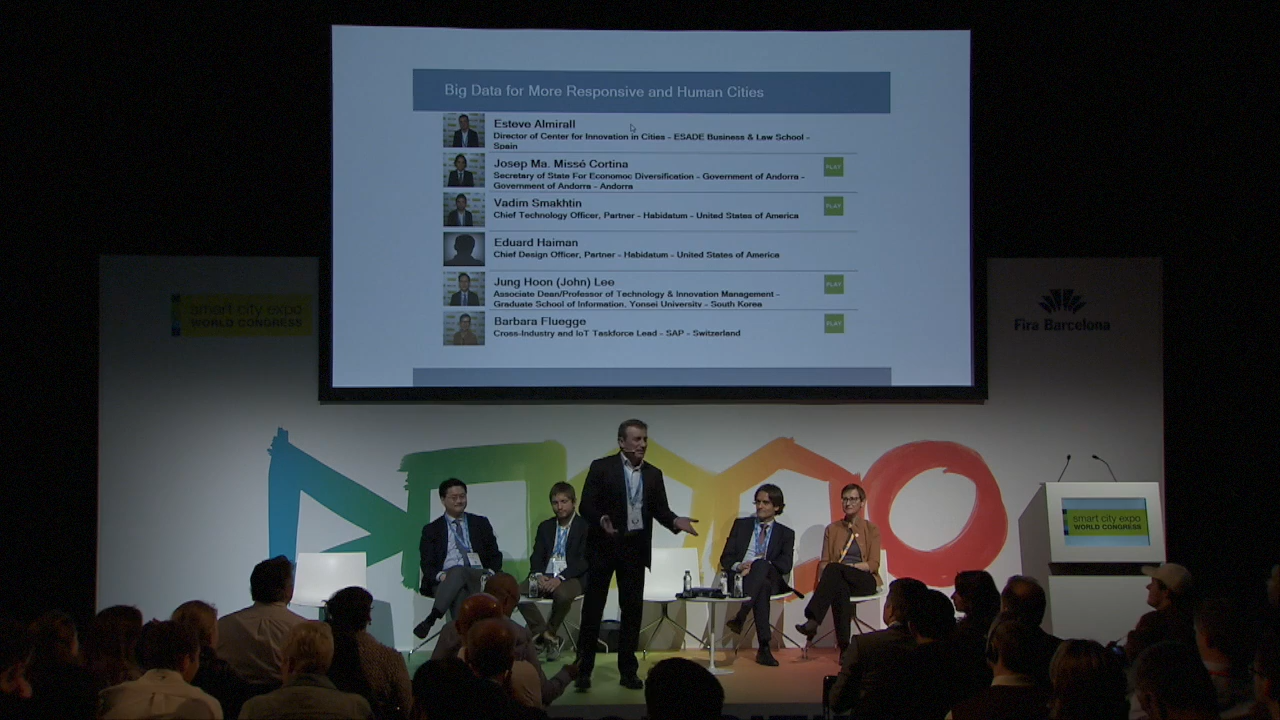 Big Data for More Responsive and Human Cities
Esteve Almirall
Director of Center for Innovation in Cities - ESADE Business & Law School -
Spain
Josep Ma. Missé Cortina
PLAY
Secretary of State For Economoc Diversification - Government of Andorra -
Government of Andorra - Andorra
Vadim Smakhtin
PLAY
Chief Technology Officer, Partner - Habidatum - United States of America
Eduard Haiman
Chief Design Officer, Partner - Habidatum - United States of America
Jung Hoon (John) Lee
PLAY
Associate Dean/Professor of Technology & Innovation Management -
Graduate School of Information, Yonsei University - South Korea
Barbara Fluegge
PLAY
Cross-Industry and IoT Taskforce Lead - SAP - Switzerland
smart city expo
WORLD CONGRESS
Fira Barcelona
smart city expo
WORLD CONGRESS